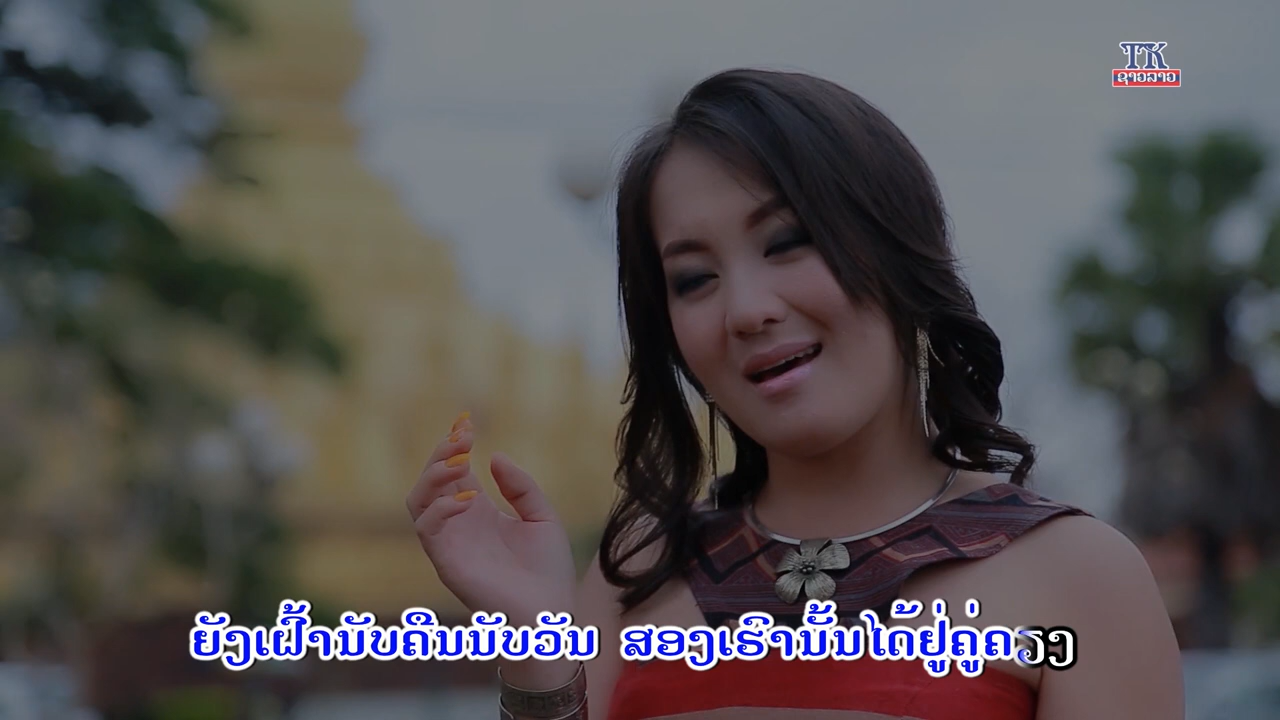 TK
ຊາວລາວ
ຍັງເຝົ້ານັບຄືນນັບວັນ ສອງເຮົານັ້ນໄດ້ຢູ່ຄູ່ຄຽງ